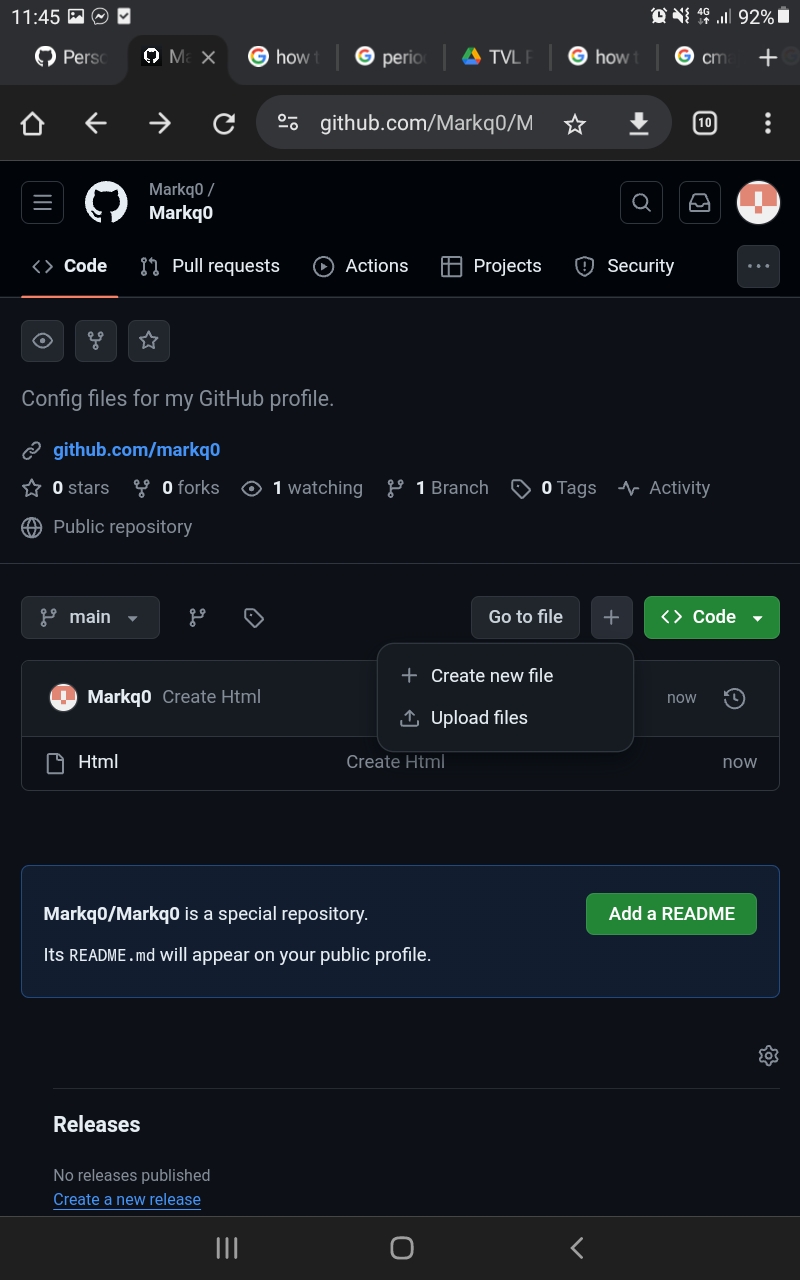 11:45
4G
92%
Perso
Ma
how t
perio
TVL F
how t
cma
github.com/Markq0/M
10
Markq0 /
Markq0
Code
Pull requests
Actions
Projects
Security
Config files for my GitHub profile.
github.com/markq0
0 stars
0 forks
1 watching
1 Branch
0 Tags
Activity
Public repository
main
Go to file
Code
Create new file
Upload files
Markq0 Create Html
now
Html
Create Html
now
Markq0/Markq0 is a special repository.
Add a README
Its README.md will appear on your public profile.
Releases
No releases published
Create a new release